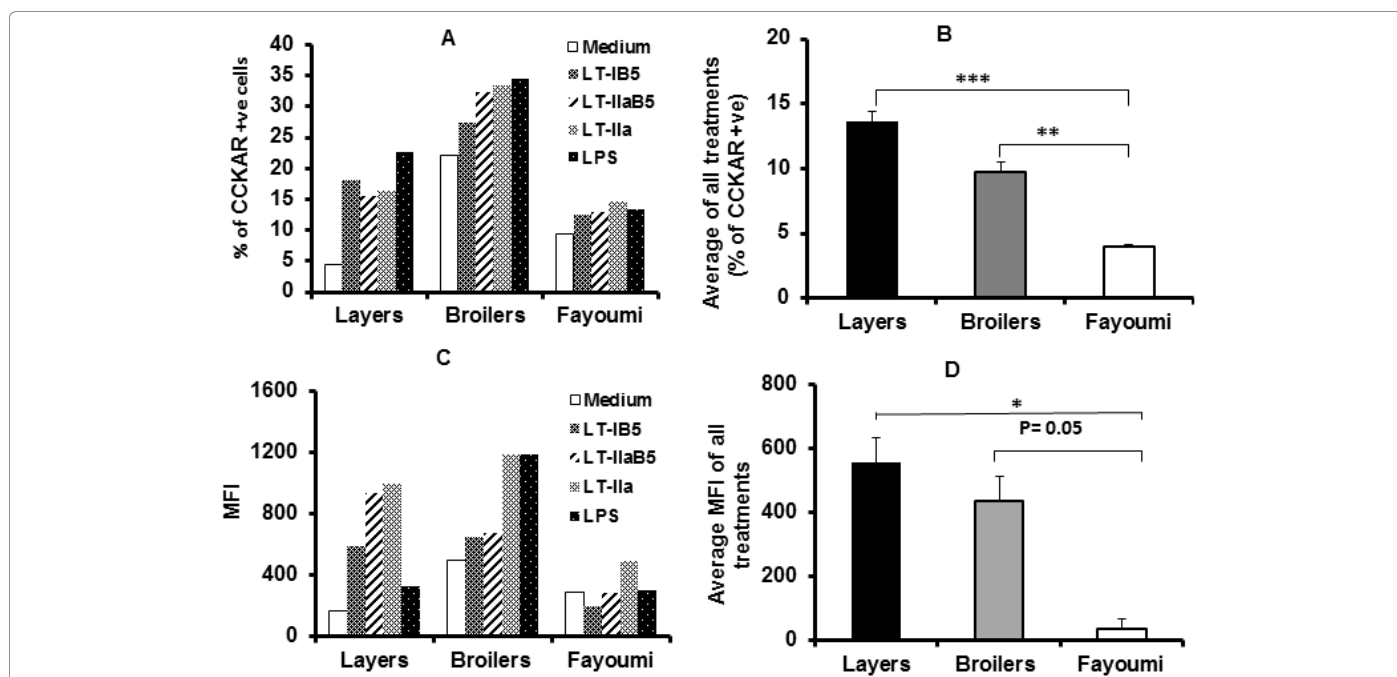 A
% of CCKAR +ve cells
40
35
30
25
20
15
10
5
0
Medium
LT-IB5
LT-IIaB5
LT-IIa
LPS
Layers Broilers Fayoumi
B
Average of all treatments
(% of CCKAR +ve)
20
15
10
5
0
***
**
Layers Broilers Fayoumi
C
MFI
1600
1200
800
400
0
Medium
LT-IB5
LT-IIaB5
LT-IIa
LPS
Layers Broilers Fayoumi
D
Average MFI of all
treatments
800
600
400
200
0
*
P= 0.05
Layers Broilers Fayoumi